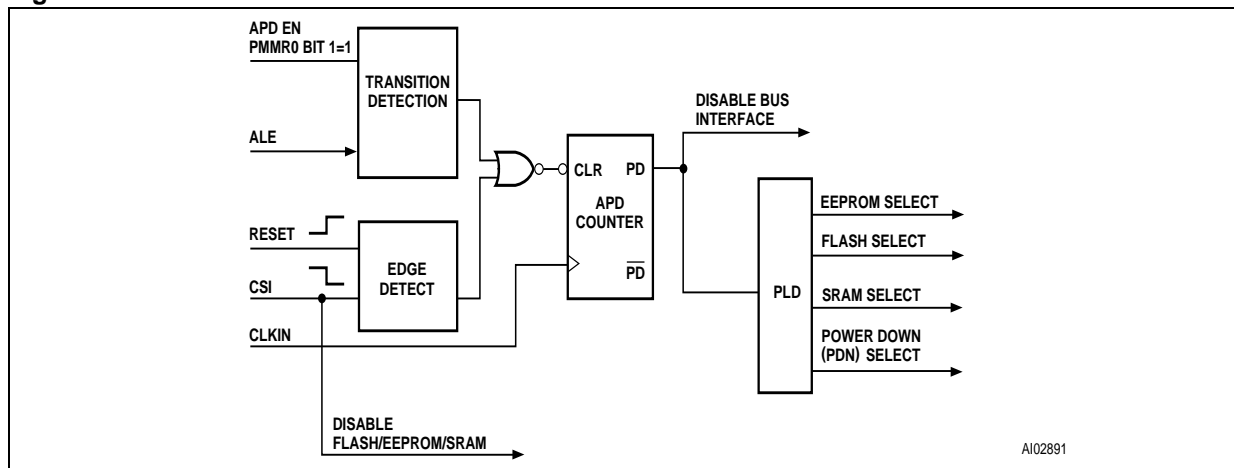 APD EN
PMMR0 BIT 1=1
TRANSITION
DETECTION
ALE
DISABLE BUS
INTERFACE
CLR
PD
APD
COUNTER
PD
RESET
CSI
EDGE
DETECT
CLKIN
PLD
EEPROM SELECT
FLASH SELECT
SRAM SELECT
POWER DOWN
(PDN) SELECT
DISABLE
FLASH/EEPROM/SRAM
AI02891